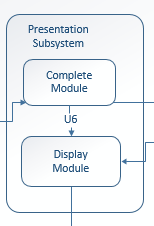 Presentation
Subsystem
Complete
Module
U6
Display
Module